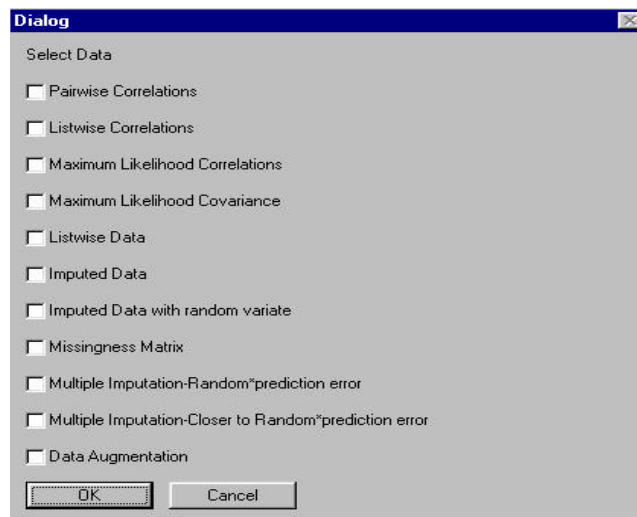 Dialog
Select Data
Pairwise Correlations
Listwise Correlations
Maximum Likelihood Correlations
Maximum Likelihood Covariance
Listwise Data
Imputed Data
Imputed Data with random variate
Missingness Matrix
Multiple Imputation-Random*prediction error
Multiple Imputation-Closer to Random*prediction error
Data Augmentation
OK Cancel